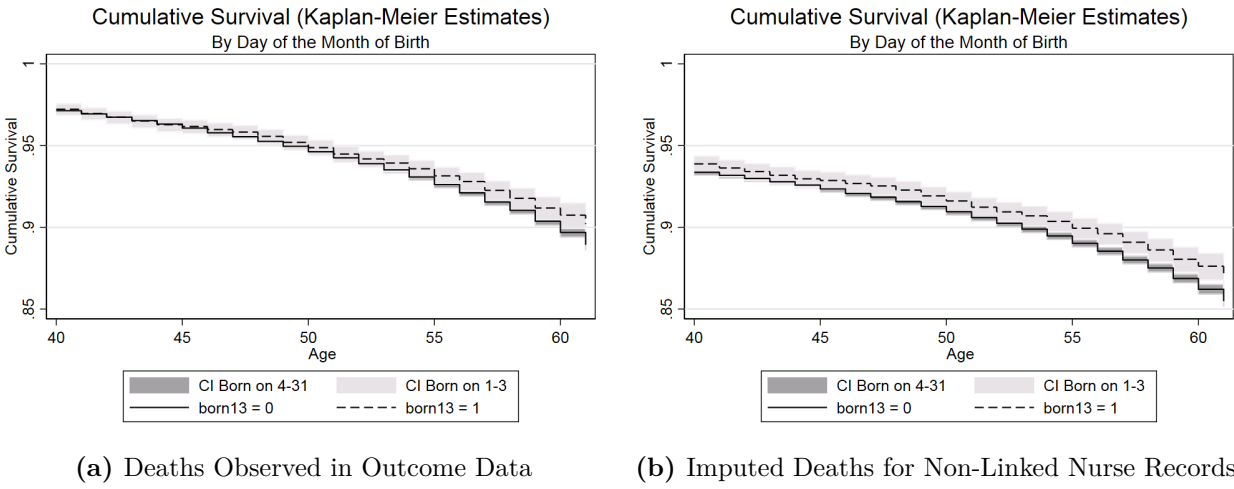 Cumulative Survival (Kaplan-Meier Estimates)
By Day of the Month of Birth
Cumulative Survival
1
.95
.9
.85
40 45 50 55 60
Age
CI Born on 4-31 CI Born on 1-3
born13 = 0 born13 = 1
(a) Deaths Observed in Outcome Data
Cumulative Survival (Kaplan-Meier Estimates)
By Day of the Month of Birth
Cumulative Survival
1
.95
.9
.85
40 45 50 55 60
Age
CI Born on 4-31 CI Born on 1-3
born13 = 0 born13 = 1
(b) Imputed Deaths for Non-Linked Nurse Records